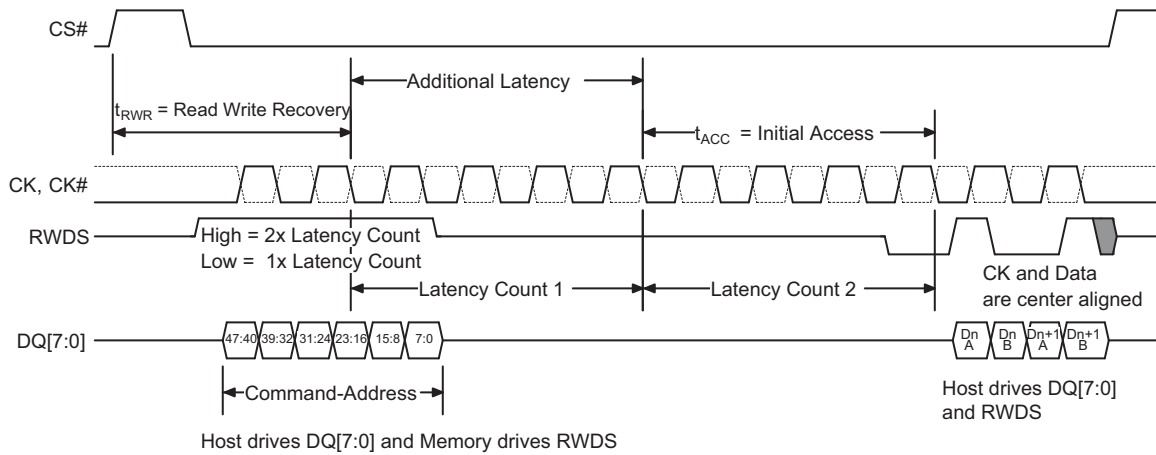 CS#
Additional Latency
tRWR = Read Write Recovery
tACC = Initial Access
CK, CK#
RWDS
High = 2x Latency Count
Low = 1x Latency Count
CK and Data
are center aligned
Latency Count 1
Latency Count 2
DQ[7:0]
47:40 39:32 31:24 23:16 15:8 7:0
Dn A
Dn B
Dn+1 A
Dn+1 B
Command-Address
Host drives DQ[7:0]
and RWDS
Host drives DQ[7:0] and Memory drives RWDS